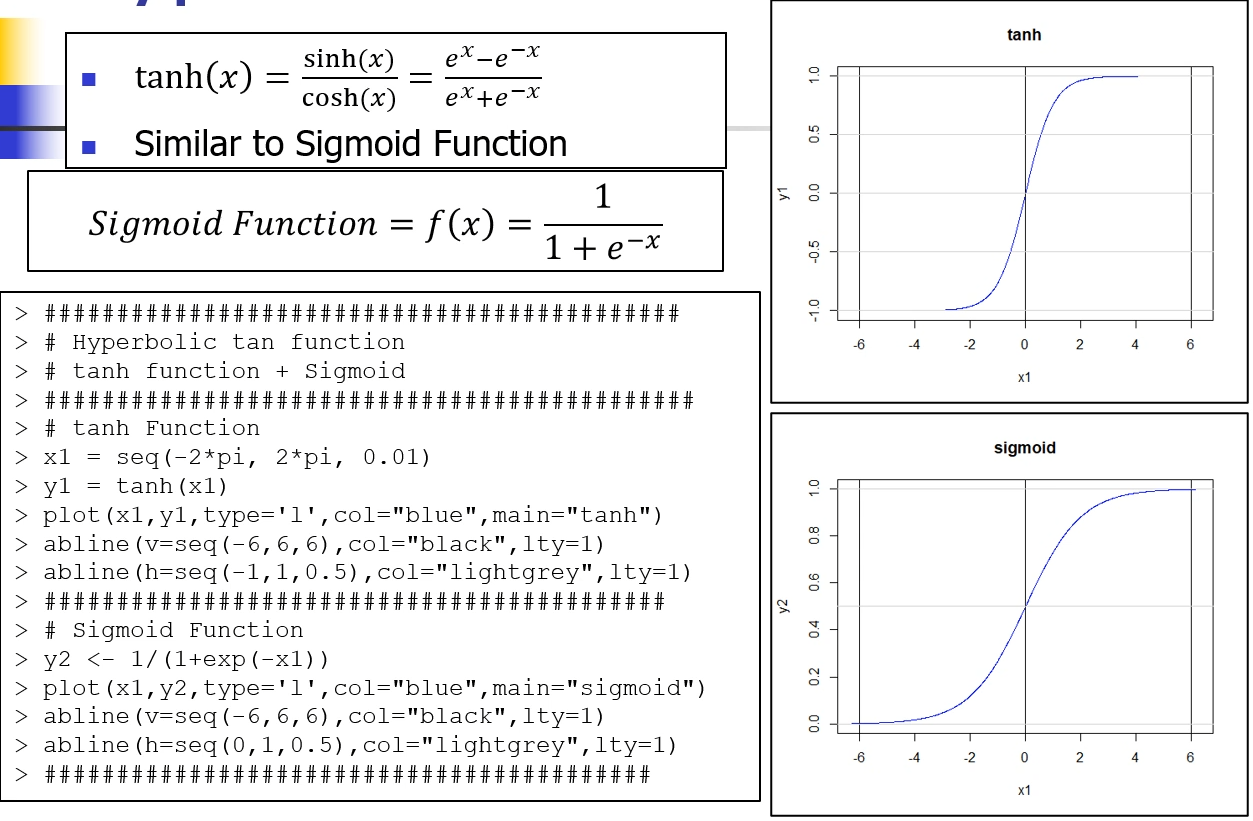 tanh(x) = sinh(x)/cosh(x) = (e^x−e^−x)/(e^x+e^−x)
Similar to Sigmoid Function
Sigmoid Function = f(x) = 1/(1 + e^−x)
> ############################################
> # Hyperbolic tan function
> # tanh function + Sigmoid
> #############################################
> # tanh Function
> x1 = seq(-2*pi, 2*pi, 0.01)
> y1 = tanh(x1)
> plot(x1,y1,type='l',col="blue",main="tanh")
> abline(v=seq(-6,6,6),col="black",lty=1)
> abline(h=seq(-1,1,0.5),col="lightgrey",lty=1)
> ###########################################
> # Sigmoid Function
> y2 <- 1/(1+exp(-x1))
> plot(x1,y2,type='l',col="blue",main="sigmoid")
> abline(v=seq(-6,6,6),col="black",lty=1)
> abline(h=seq(0,1,0.5),col="lightgrey",lty=1)
> ##########################################
tanh
y1
1.0
0.5
0.0
-0.5
-1.0
-6 -4 -2 0 2 4 6
x1
sigmoid
y2
1.0
0.8
0.6
0.4
0.2
0.0
-6 -4 -2 0 2 4 6
x1